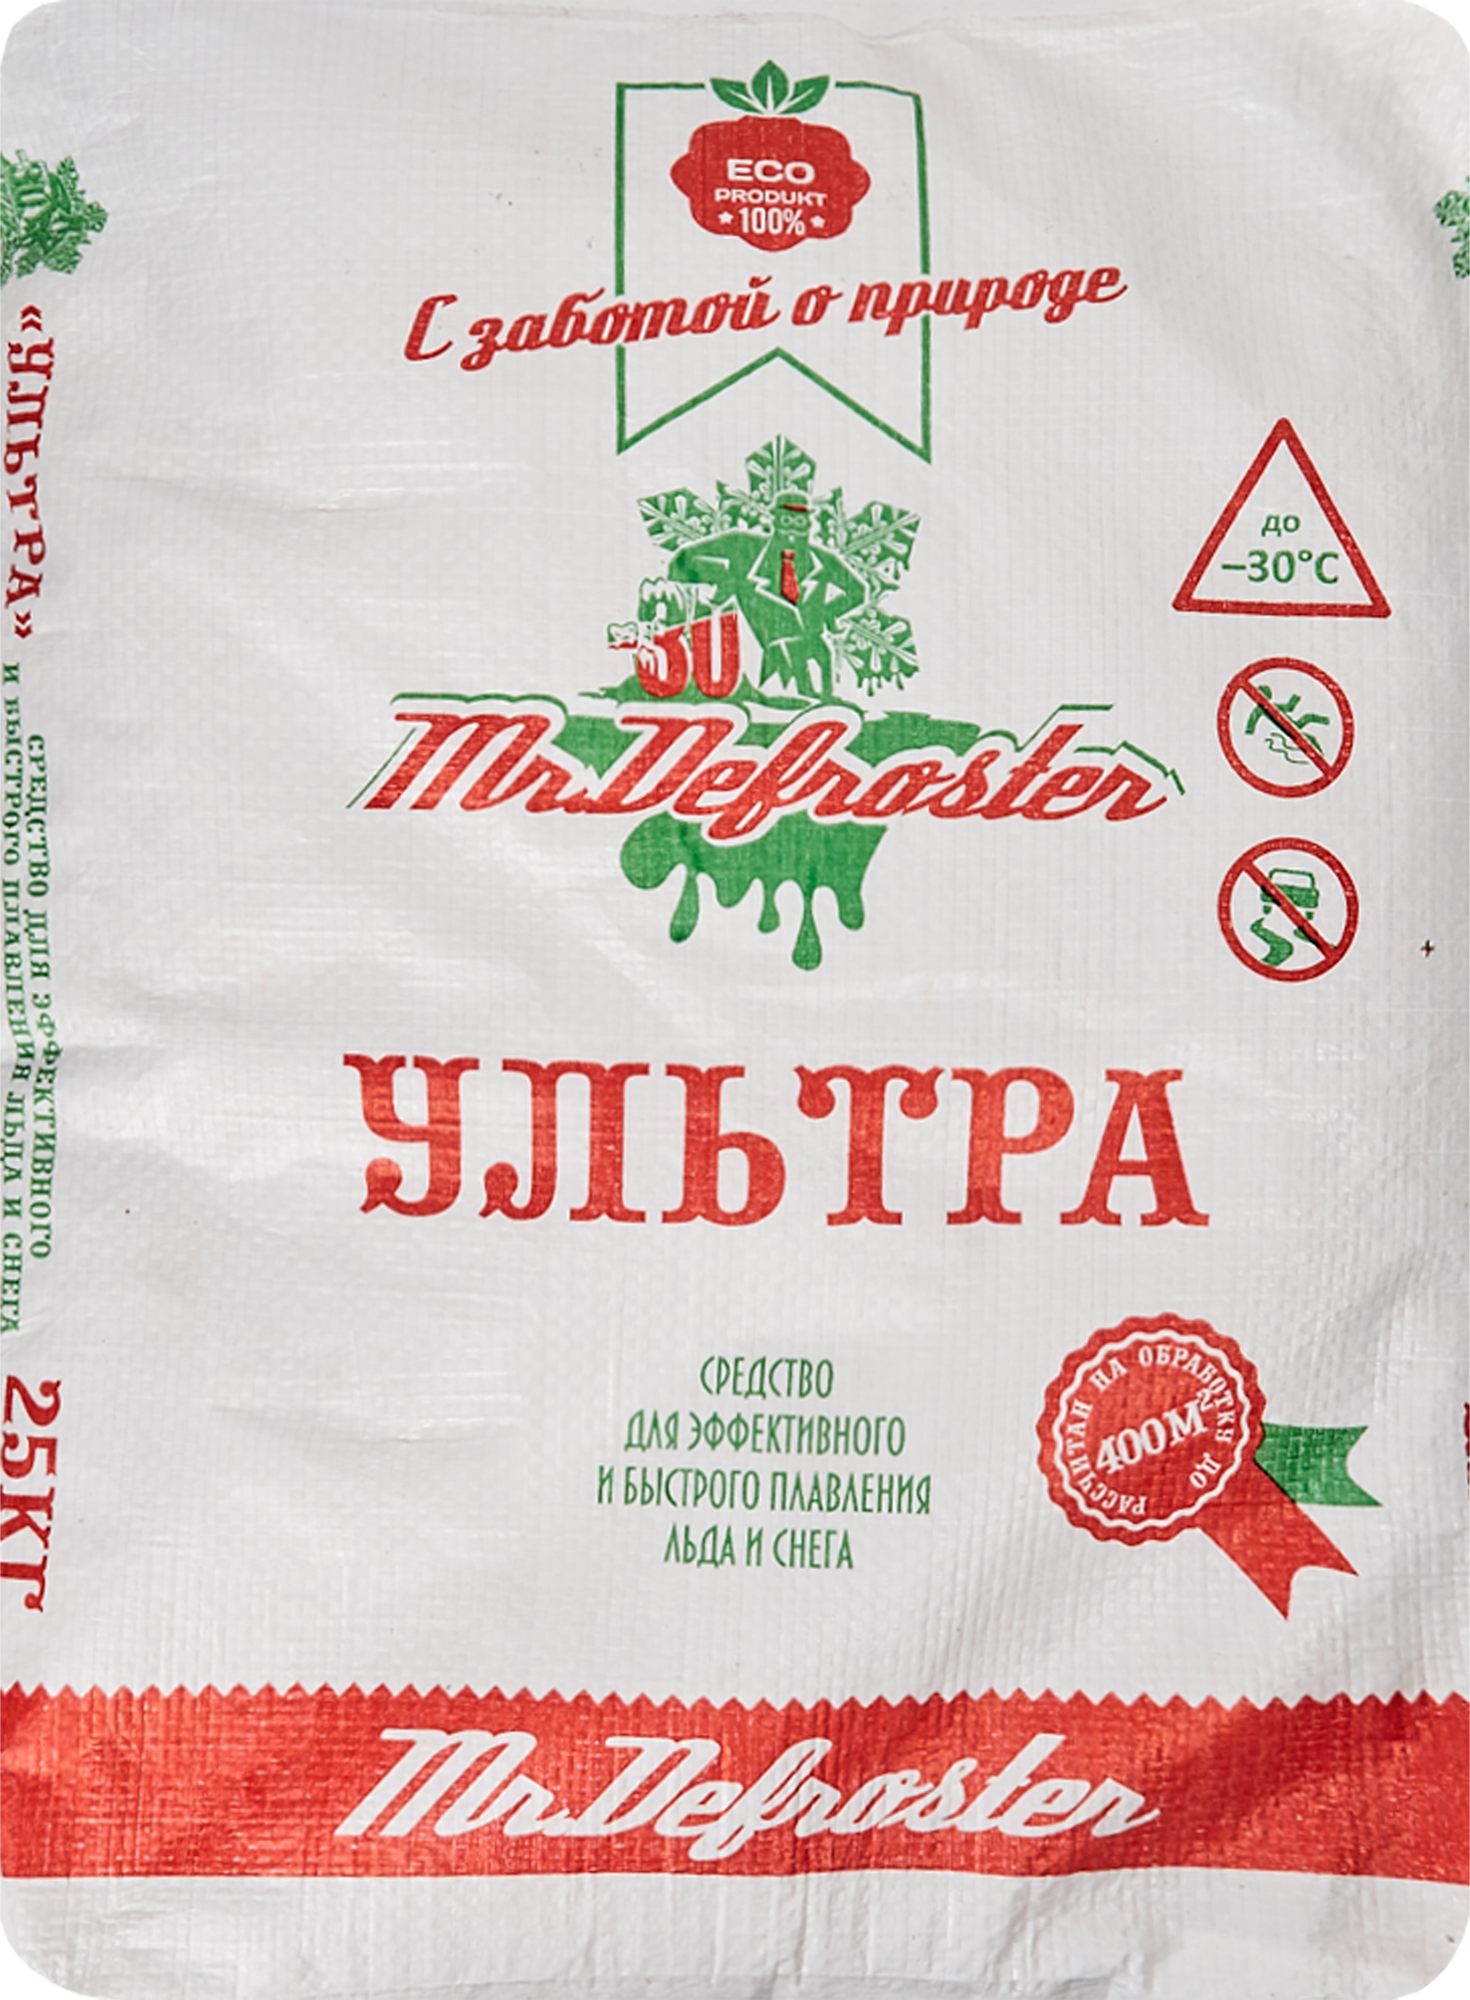 ECO
PRODUKT
100%
С заботой о природе
до
–30°C
30
Mr.Defroster
УЛЬТРА
СРЕДСТВО
ДЛЯ ЭФФЕКТИВНОГО
И БЫСТРОГО ПЛАВЛЕНИЯ
ЛЬДА И СНЕГА
РАССЧИТАН НА ОБРАБОТКУ ДО
400М²
Mr.Defroster
«УЛЬТРА»
СРЕДСТВО ДЛЯ ЭФФЕКТИВНОГО
И БЫСТРОГО ПЛАВЛЕНИЯ ЛЬДА И СНЕГА
25КГ